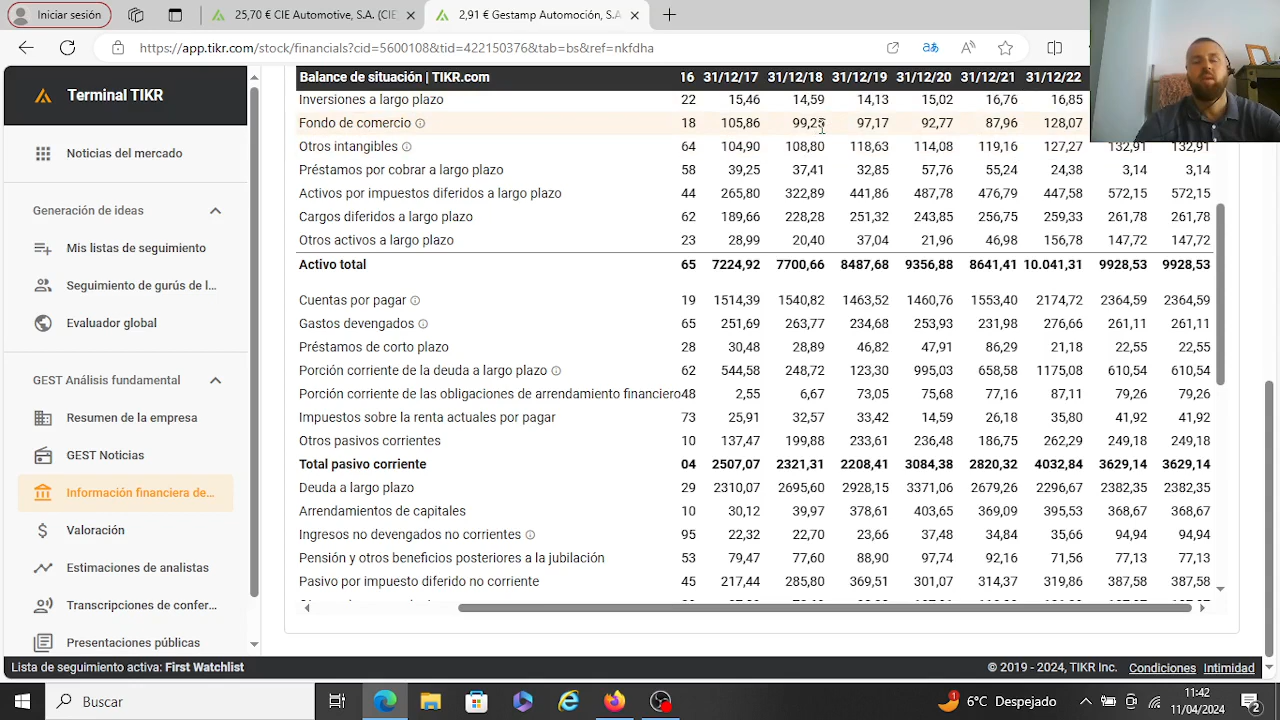 Iniciar sesión
25,70 € CIE Automotive, S.A. (CIE
2,91 € Gestamp Automoción, S.A
https://app.tikr.com/stock/financials?cid=5600108&tid=422150376&tab=bs&ref=nkfdha
Terminal TIKR
Noticias del mercado
Generación de ideas
Mis listas de seguimiento
Seguimiento de gurús de l...
Evaluador global
GEST Análisis fundamental
Resumen de la empresa
GEST Noticias
Información financiera de...
Valoración
Estimaciones de analistas
Transcripciones de confer...
Presentaciones públicas
Balance de situación | TIKR.com 16 31/12/17 31/12/18 31/12/19 31/12/20 31/12/21 31/12/22
Inversiones a largo plazo 22 15,46 14,59 14,13 15,02 16,76 16,85
Fondo de comercio 18 105,86 99,25 97,17 92,77 87,96 128,07
Otros intangibles 64 104,90 108,80 118,63 114,08 119,16 127,27 132,91 132,91
Préstamos por cobrar a largo plazo 58 39,25 37,41 32,85 57,76 55,24 24,38 3,14 3,14
Activos por impuestos diferidos a largo plazo 44 265,80 322,89 441,86 487,78 476,79 447,58 572,15 572,15
Cargos diferidos a largo plazo 62 189,66 228,28 251,32 243,85 256,75 259,33 261,78 261,78
Otros activos a largo plazo 23 28,99 20,40 37,04 21,96 46,98 156,78 147,72 147,72
Activo total 65 7224,92 7700,66 8487,68 9356,88 8641,41 10.041,31 9928,53 9928,53
Cuentas por pagar 19 1514,39 1540,82 1463,52 1460,76 1553,40 2174,72 2364,59 2364,59
Gastos devengados 65 251,69 263,77 234,68 253,93 231,98 276,66 261,11 261,11
Préstamos de corto plazo 28 30,48 28,89 46,82 47,91 86,29 21,18 22,55 22,55
Porción corriente de la deuda a largo plazo 62 544,58 248,72 123,30 995,03 658,58 1175,08 610,54 610,54
Porción corriente de las obligaciones de arrendamiento financiero 48 2,55 6,67 73,05 75,68 77,16 87,11 79,26 79,26
Impuestos sobre la renta actuales por pagar 73 25,91 32,57 33,42 14,59 26,18 35,80 41,92 41,92
Otros pasivos corrientes 10 137,47 199,88 233,61 236,48 186,75 262,29 249,18 249,18
Total pasivo corriente 04 2507,07 2321,31 2208,41 3084,38 2820,32 4032,84 3629,14 3629,14
Deuda a largo plazo 29 2310,07 2695,60 2928,15 3371,06 2679,26 2296,67 2382,35 2382,35
Arrendamientos de capitales 10 30,12 39,97 378,61 403,65 369,09 395,53 368,67 368,67
Ingresos no devengados no corrientes 95 22,32 22,70 23,66 37,48 34,84 35,66 94,94 94,94
Pensión y otros beneficios posteriores a la jubilación 53 79,47 77,60 88,90 97,74 92,16 71,56 77,13 77,13
Pasivo por impuesto diferido no corriente 45 217,44 285,80 369,51 301,07 314,37 319,86 387,58 387,58
Lista de seguimiento activa: First Watchlist
© 2019 - 2024, TIKR Inc. Condiciones Intimidad
Buscar
1
6°C Despejado
11:42
11/04/2024
2